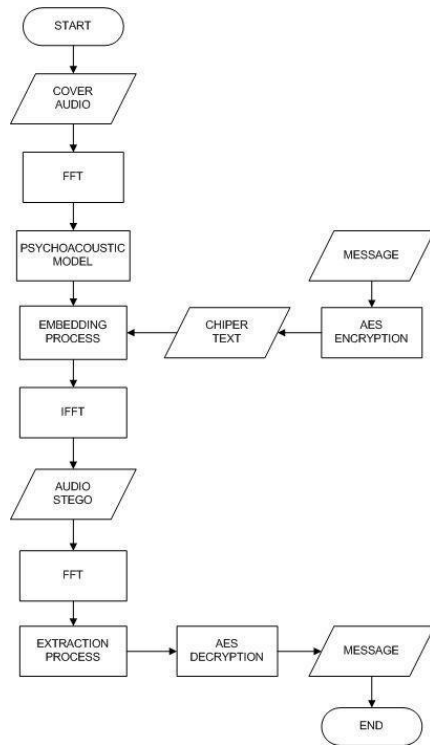 START
COVER
AUDIO
FFT
PSYCHOACOUSTIC
MODEL
MESSAGE
EMBEDDING
PROCESS
CHIPER
TEXT
AES
ENCRYPTION
IFFT
AUDIO
STEGO
FFT
EXTRACTION
PROCESS
AES
DECRYPTION
MESSAGE
END